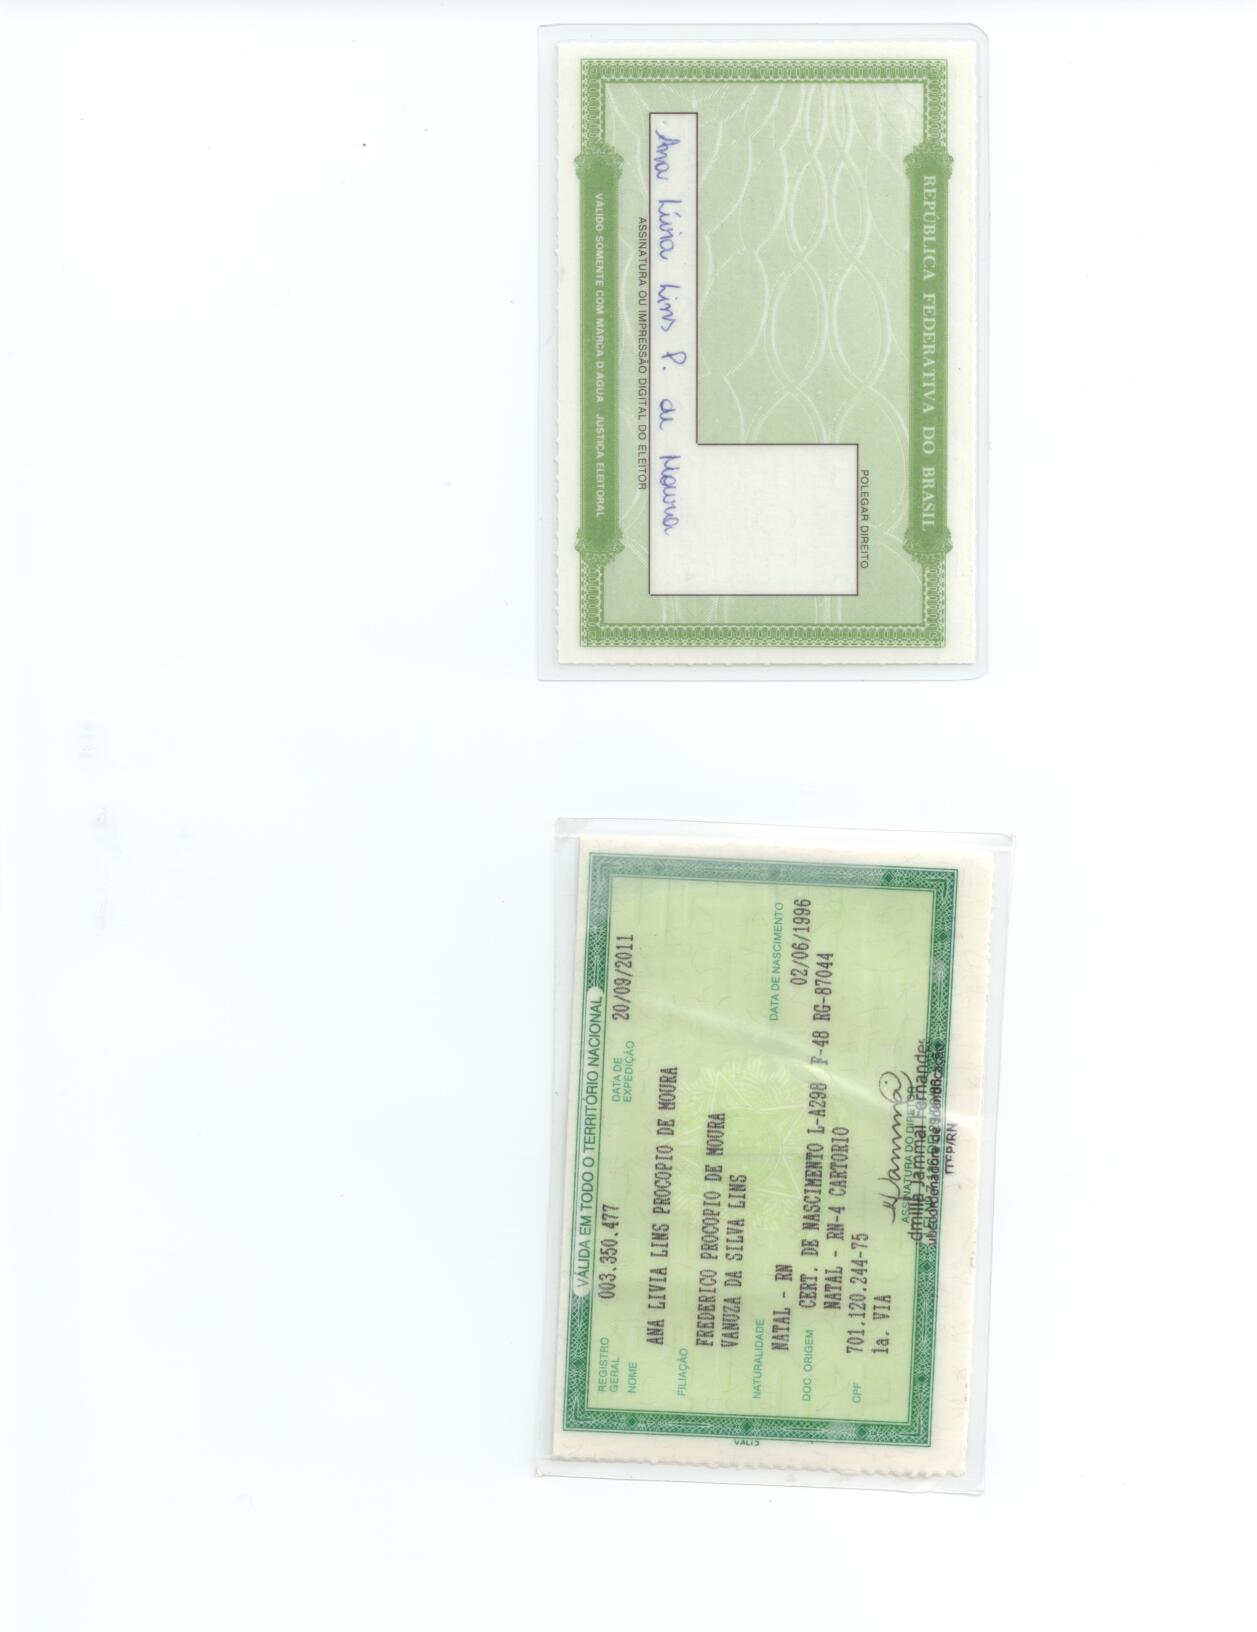 REPÚBLICA FEDERATIVA DO BRASIL
POLEGAR DIREITO
Ana Lívia Lins P. de Moura
ASSINATURA OU IMPRESSÃO DIGITAL DO ELEITOR
VÁLIDO SOMENTE COM MARCA D'ÁGUA - JUSTIÇA ELEITORAL
VÁLIDA EM TODO O TERRITÓRIO NACIONAL
REGISTRO GERAL 003.350.477 DATA DE EXPEDIÇÃO 20/09/2011
NOME
ANA LIVIA LINS PROCOPIO DE MOURA
FILIAÇÃO
FREDERICO PROCOPIO DE MOURA
VANUZA DA SILVA LINS
NATURALIDADE DATA DE NASCIMENTO
NATAL - RN 02/06/1996
DOC. ORIGEM CERT. DE NASCIMENTO L-A298 F-48 RG-87044
NATAL - RN-4 CARTORIO
CPF 701.120.244-75
1a. VIA
ASSINATURA DO DIRETOR
Jammal Fernandes
ITEP/RN